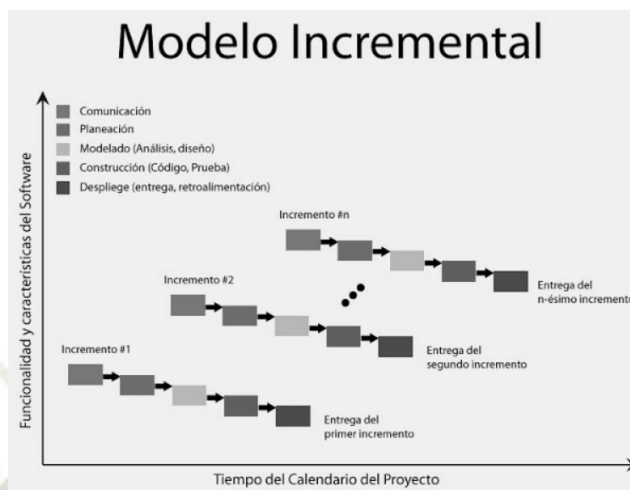 Modelo Incremental
Funcionalidad y características del Software
Comunicación
Planeación
Modelado (Análisis, diseño)
Construcción (Código, Prueba)
Despliege (entrega, retroalimentación)
Incremento #n
Entrega del
n-ésimo incremento
Incremento #2
Entrega del
segundo incremento
Incremento #1
Entrega del
primer incremento
Tiempo del Calendario del Proyecto